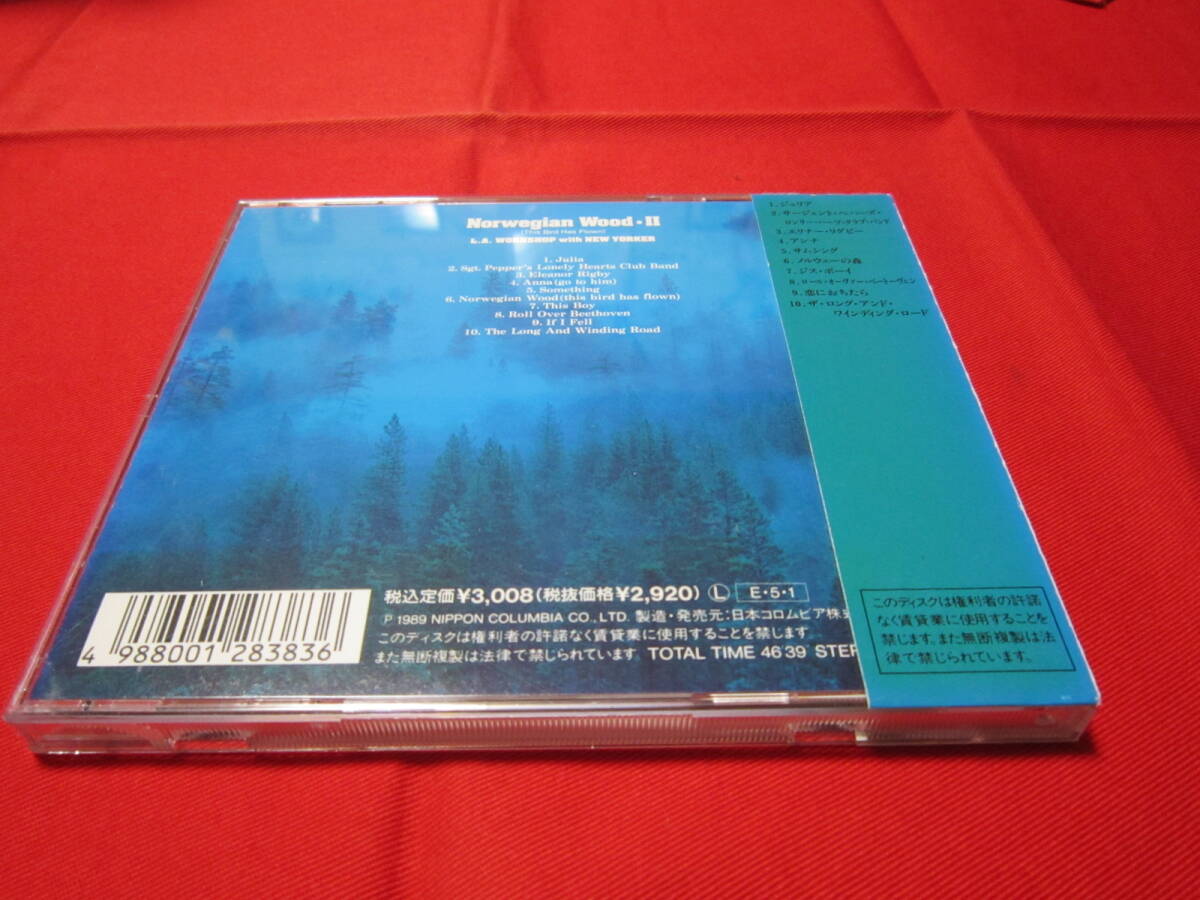 Norwegian Wood・II
(This Bird Has Flown)
L.A. WORKSHOP with NEW YORKER
1. Julia
2. Sgt. Pepper's Lonely Hearts Club Band
3. Eleanor Rigby
4. Anna(go to him)
5. Something
6. Norwegian Wood(this bird has flown)
7. This Boy
8. Roll Over Beethoven
9. If I Fell
10. The Long And Winding Road
4 988001 283836
税込定価¥3,008(税抜価格¥2,920) Ⓛ E・5・1
Ⓟ 1989 NIPPON COLUMBIA CO., LTD. 製造・発売元:日本コロムビア株式
このディスクは権利者の許諾なく賃貸業に使用することを禁じます
また無断複製は法律で禁じられています TOTAL TIME 46'39 STER
1. ジュリア
2. サージェント・ペパーズ・
ロンリー・ハーツ・クラブ・バンド
3. エリナー・リグビー
4. アンナ
5. サムシング
6. ノルウェーの森
7. ジス・ボーイ
8. ロール・オーヴァー・ベートーヴェン
9. 恋におちたら
10. ザ・ロング・アンド・
ワインディング・ロード
このディスクは権利者の許諾
なく賃貸業に使用することを
禁じます。また無断複製は法
律で禁じられています。